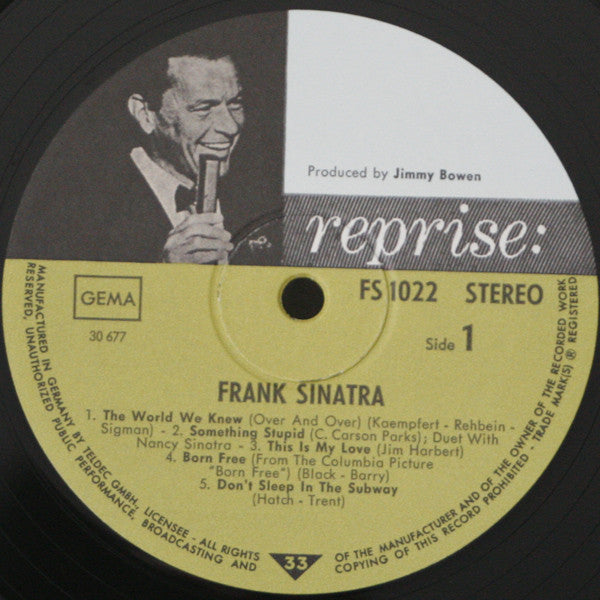 Produced by Jimmy Bowen
reprise:
GEMA
30 677
FS 1022 STEREO
Side 1
FRANK SINATRA
1. The World We Knew (Over And Over) (Kaempfert - Rehbein -
Sigman) - 2. Something Stupid (C. Carson Parks); Duet With
Nancy Sinatra - 3. This Is My Love (Jim Harbert)
4. Born Free (From The Columbia Picture
"Born Free") (Black - Barry)
5. Don't Sleep In The Subway
(Hatch - Trent)
33
MANUFACTURED IN GERMANY BY TELDEC GMBH., LICENSEE - ALL RIGHTS OF THE MANUFACTURER AND OF THE OWNER OF THE RECORDED WORK
RESERVED, UNAUTHORIZED PUBLIC PERFORMANCE, BROADCASTING AND COPYING OF THIS RECORD PROHIBITED - TRADE MARK(S) ® REGISTERED